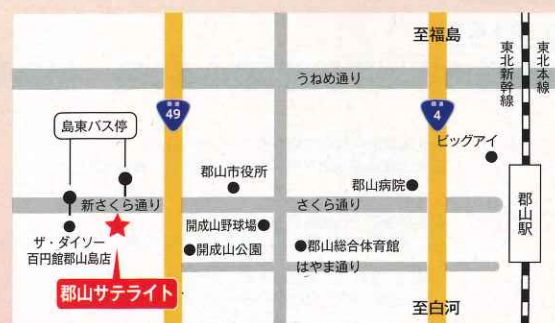 至福島
東北新幹線
東北本線
うねめ通り
国道
49
国道
4
島東バス停
ビッグアイ
郡山市役所
郡山病院
郡山駅
新さくら通り
さくら通り
ザ・ダイソー
百円館郡山島店
開成山野球場
開成山公園
郡山総合体育館
はやま通り
郡山サテライト
至白河